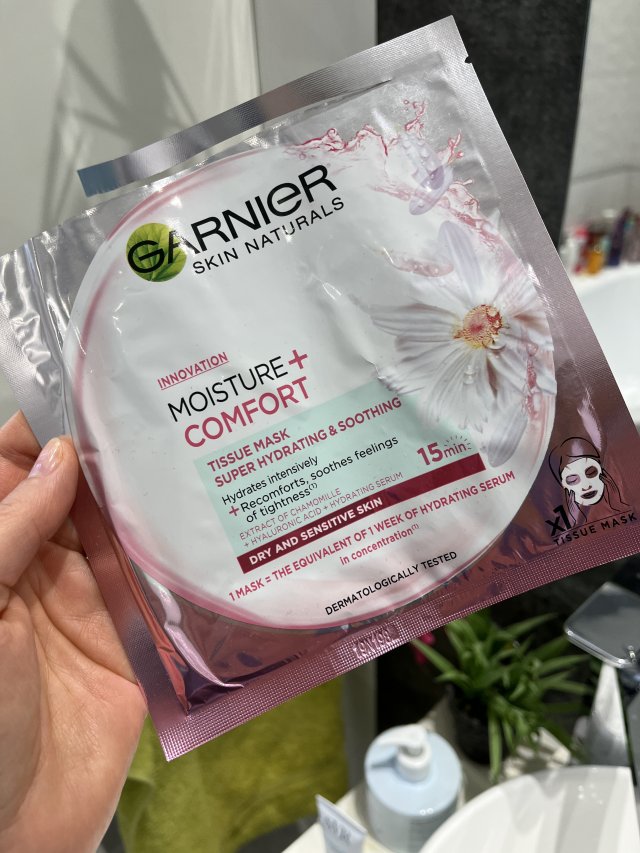 GARNIER
SKIN NATURALS
INNOVATION
MOISTURE+
COMFORT
TISSUE MASK
SUPER HYDRATING & SOOTHING
Hydrates intensively
+ Recomforts, soothes feelings
of tightness(1)
15 min
EXTRACT OF CHAMOMILE
+ HYALURONIC ACID + HYDRATING SERUM
DRY AND SENSITIVE SKIN
1 MASK = THE EQUIVALENT OF 1 WEEK OF HYDRATING SERUM
in concentration(2)
DERMATOLOGICALLY TESTED
x1
TISSUE MASK